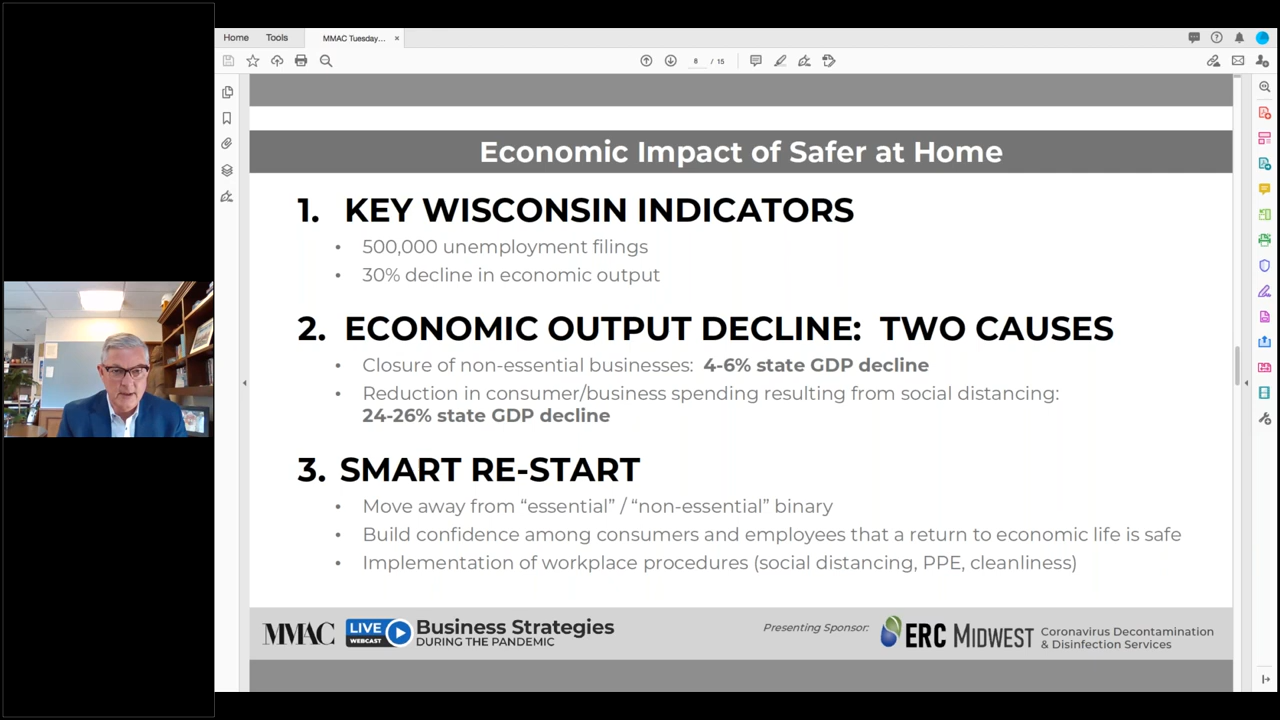 Home
Tools
MMAC Tuesday...
×
6 / 15
Economic Impact of Safer at Home
1. KEY WISCONSIN INDICATORS
• 500,000 unemployment filings
• 30% decline in economic output
2. ECONOMIC OUTPUT DECLINE: TWO CAUSES
• Closure of non-essential businesses: 4-6% state GDP decline
• Reduction in consumer/business spending resulting from social distancing:
24-26% state GDP decline
3. SMART RE-START
• Move away from “essential” / “non-essential” binary
• Build confidence among consumers and employees that a return to economic life is safe
• Implementation of workplace procedures (social distancing, PPE, cleanliness)
MMAC
LIVE
WEBCAST
Business Strategies
DURING THE PANDEMIC
Presenting Sponsor:
ERC MIDWEST
Coronavirus Decontamination
& Disinfection Services